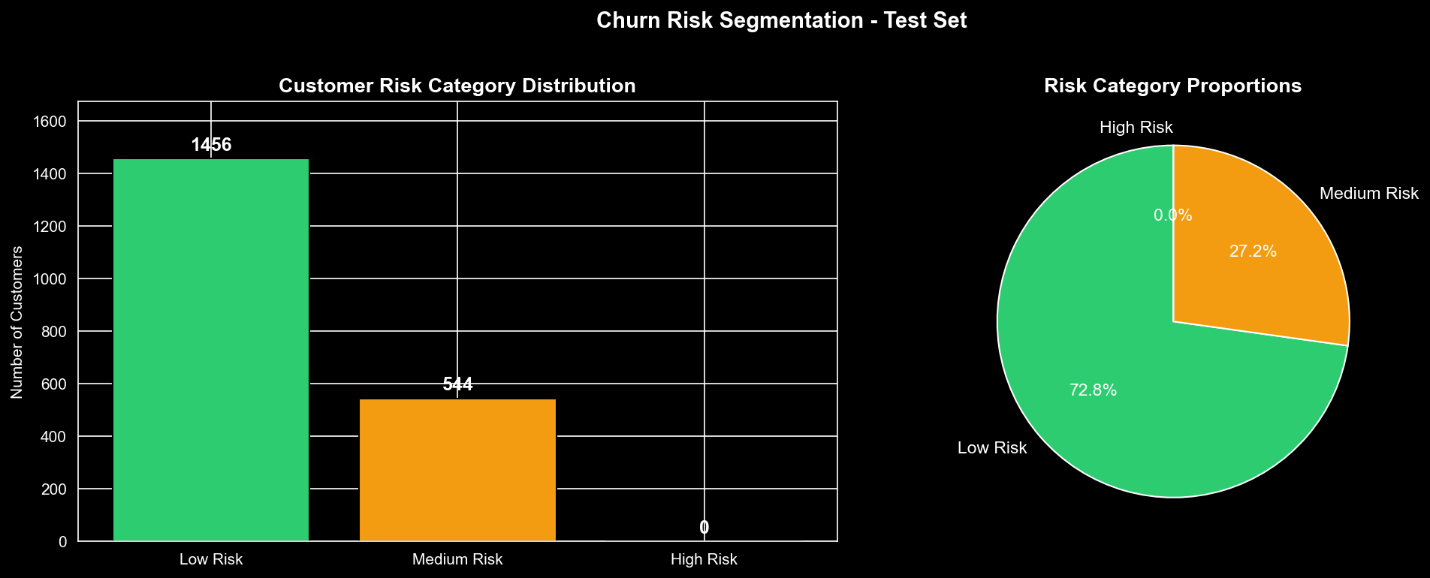 Churn Risk Segmentation - Test Set
Customer Risk Category Distribution
Number of Customers
1600
1400
1200
1000
800
600
400
200
0
1456
544
0
Low Risk
Medium Risk
High Risk
Risk Category Proportions
High Risk
Medium Risk
0.0%
27.2%
72.8%
Low Risk